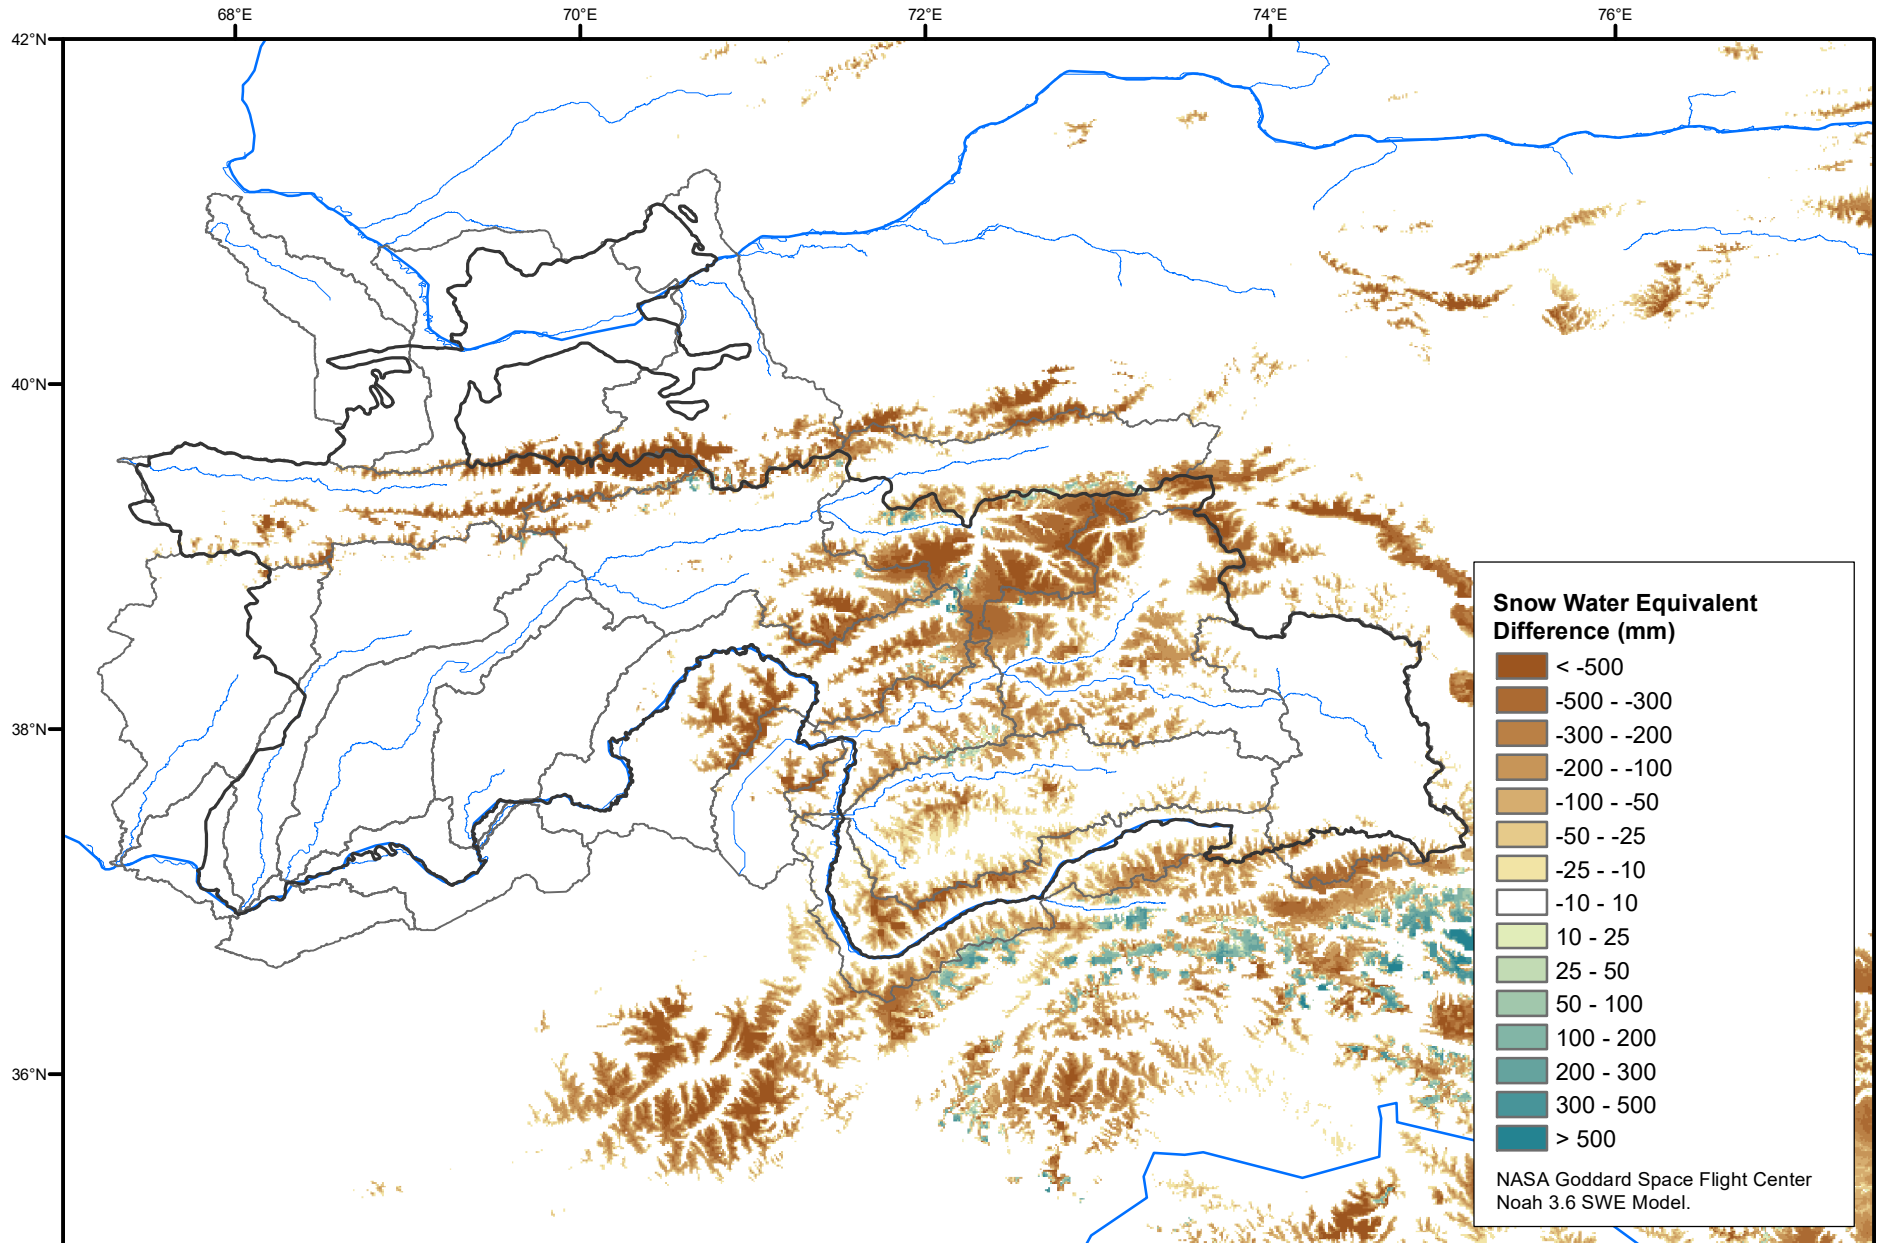 68°E 70°E 72°E 74°E 76°E
42°N
40°N
38°N
36°N
Snow Water Equivalent
Difference (mm)
< -500
-500 - -300
-300 - -200
-200 - -100
-100 - -50
-50 - -25
-25 - -10
-10 - 10
10 - 25
25 - 50
50 - 100
100 - 200
200 - 300
300 - 500
> 500
NASA Goddard Space Flight Center
Noah 3.6 SWE Model.